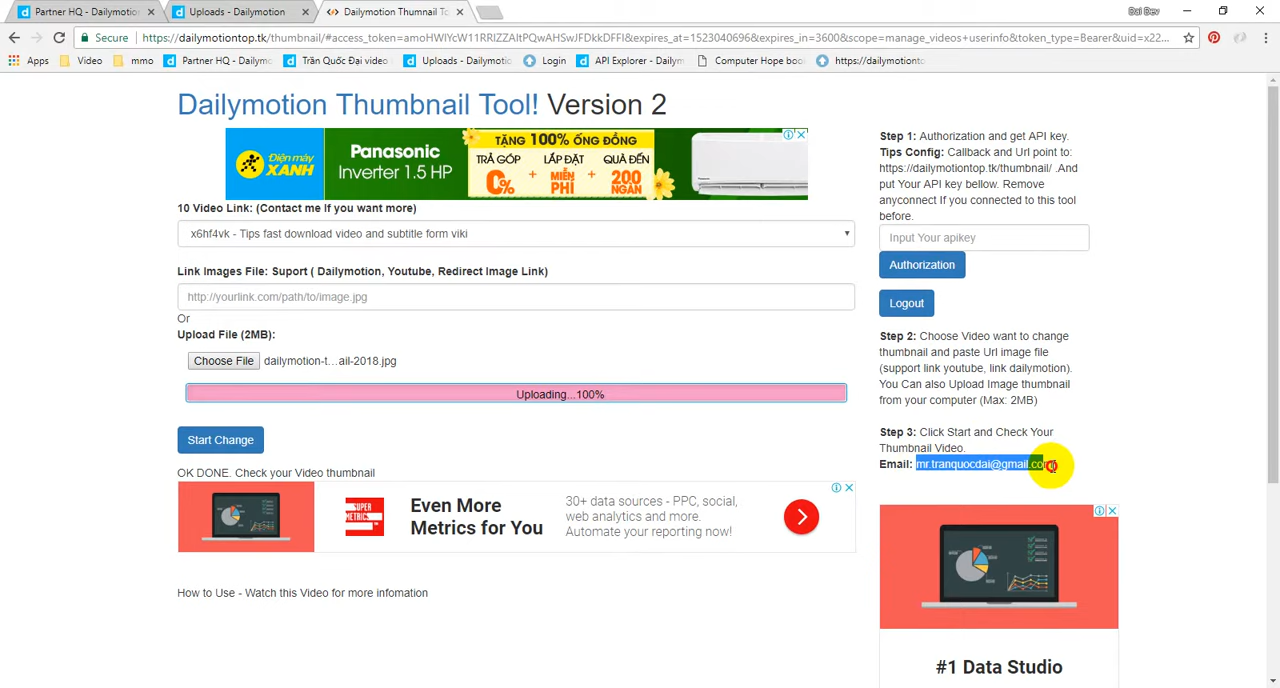 Partner HQ - Dailymotion
Uploads - Dailymotion
Dailymotion Thumnail To
Dai Dev
Secure
https://dailymotiontop.tk/thumbnail/#access_token=amoHWlYcW11RRlZZAltPQwAHSwJFDkkDFFl&expires_at=1523040696&expires_in=3600&scope=manage_videos+userinfo&token_type=Bearer&uid=x22...
Apps
Video
mmo
Partner HQ - Dailymo
Trần Quốc Đai video
Uploads - Dailymotio
Login
API Explorer - Dailym
Computer Hope boo
https://dailymotionto
Dailymotion Thumbnail Tool! Version 2
Điện máy
XANH
Panasonic
Inverter 1.5 HP
TẶNG 100% ỐNG ĐỒNG
TRẢ GÓP
0%
+
LẮP ĐẶT
MIỄN
PHÍ
+
QUÀ ĐẾN
200
NGÀN
10 Video Link: (Contact me If you want more)
x6hf4vk - Tips fast download video and subtitle form viki
Link Images File: Suport ( Dailymotion, Youtube, Redirect Image Link)
http://yourlink.com/path/to/image.jpg
Or
Upload File (2MB):
Choose File dailymotion-t…ail-2018.jpg
Uploading...100%
Start Change
OK DONE. Check your Video thumbnail
SUPER
METRICS
Even More
Metrics for You
30+ data sources - PPC, social,
web analytics and more.
Automate your reporting now!
How to Use - Watch this Video for more infomation
Step 1: Authorization and get API key.
Tips Config: Callback and Url point to:
https://dailymotiontop.tk/thumbnail/ .And
put Your API key bellow. Remove
anyconnect If you connected to this tool
before.
Input Your apikey
Authorization
Logout
Step 2: Choose Video want to change
thumbnail and paste Url image file
(support link youtube, link dailymotion).
You Can also Upload Image thumbnail
from your computer (Max: 2MB)
Step 3: Click Start and Check Your
Thumbnail Video.
Email: mr.tranquocdai@gmail.com
#1 Data Studio